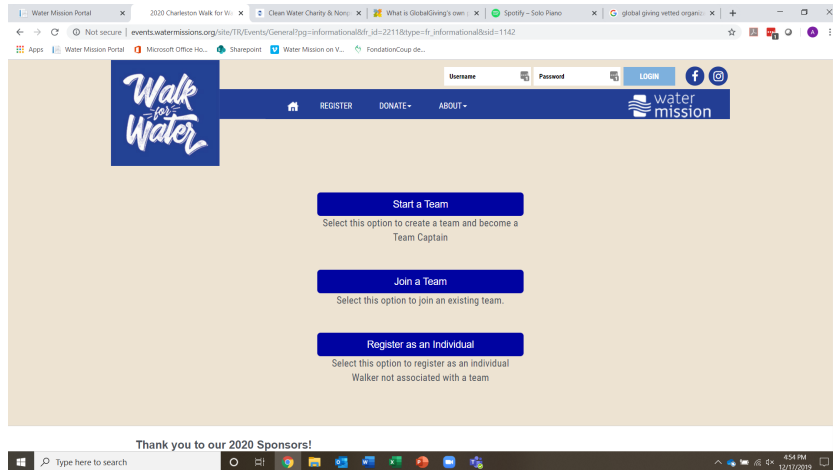 Water Mission Portal
2020 Charleston Walk for Wa
Clean Water Charity & Nonp
What is GlobalGiving's own
Spotify – Solo Piano
global giving vetted organiz
Not secure | events.watermissions.org/site/TR/Events/General?pg=informational&fr_id=2211&type=fr_informational&sid=1142
Apps
Water Mission Portal
Microsoft Office Ho...
Sharepoint
Water Mission on V...
FondationCoup de...
Walk
for
Water
Username
Password
LOGIN
REGISTER
DONATE
ABOUT
water
mission
Start a Team
Select this option to create a team and become a
Team Captain
Join a Team
Select this option to join an existing team.
Register as an Individual
Select this option to register as an individual
Walker not associated with a team
Thank you to our 2020 Sponsors!
Type here to search
4:54 PM
12/17/2019